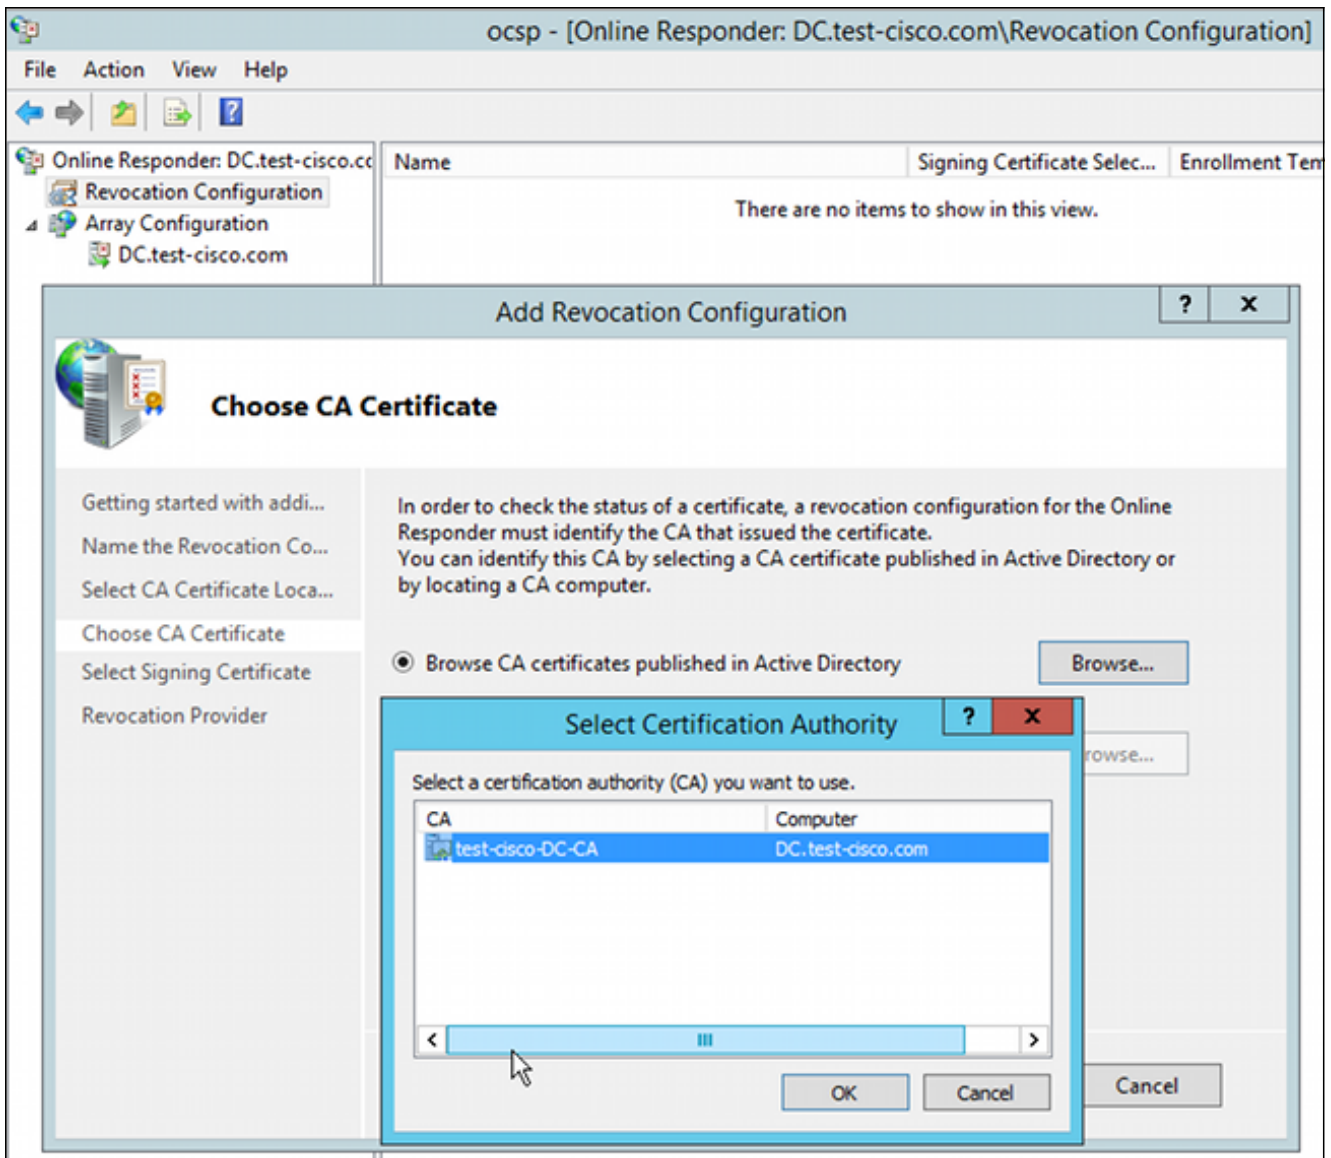 ocsp - [Online Responder: DC.test-cisco.com\Revocation Configuration]
File Action View Help
Online Responder: DC.test-cisco.cc
Revocation Configuration
Array Configuration
DC.test-cisco.com
Name Signing Certificate Selec... Enrollment Tem
There are no items to show in this view.
Add Revocation Configuration
? x
Choose CA Certificate
Getting started with addi...
Name the Revocation Co...
Select CA Certificate Loca...
Choose CA Certificate
Select Signing Certificate
Revocation Provider
In order to check the status of a certificate, a revocation configuration for the Online
Responder must identify the CA that issued the certificate.
You can identify this CA by selecting a CA certificate published in Active Directory or
by locating a CA computer.
Browse CA certificates published in Active Directory
Browse...
rowse...
Select Certification Authority
? x
Select a certification authority (CA) you want to use.
CA Computer
test-cisco-DC-CA DC.test-cisco.com
OK Cancel
Cancel